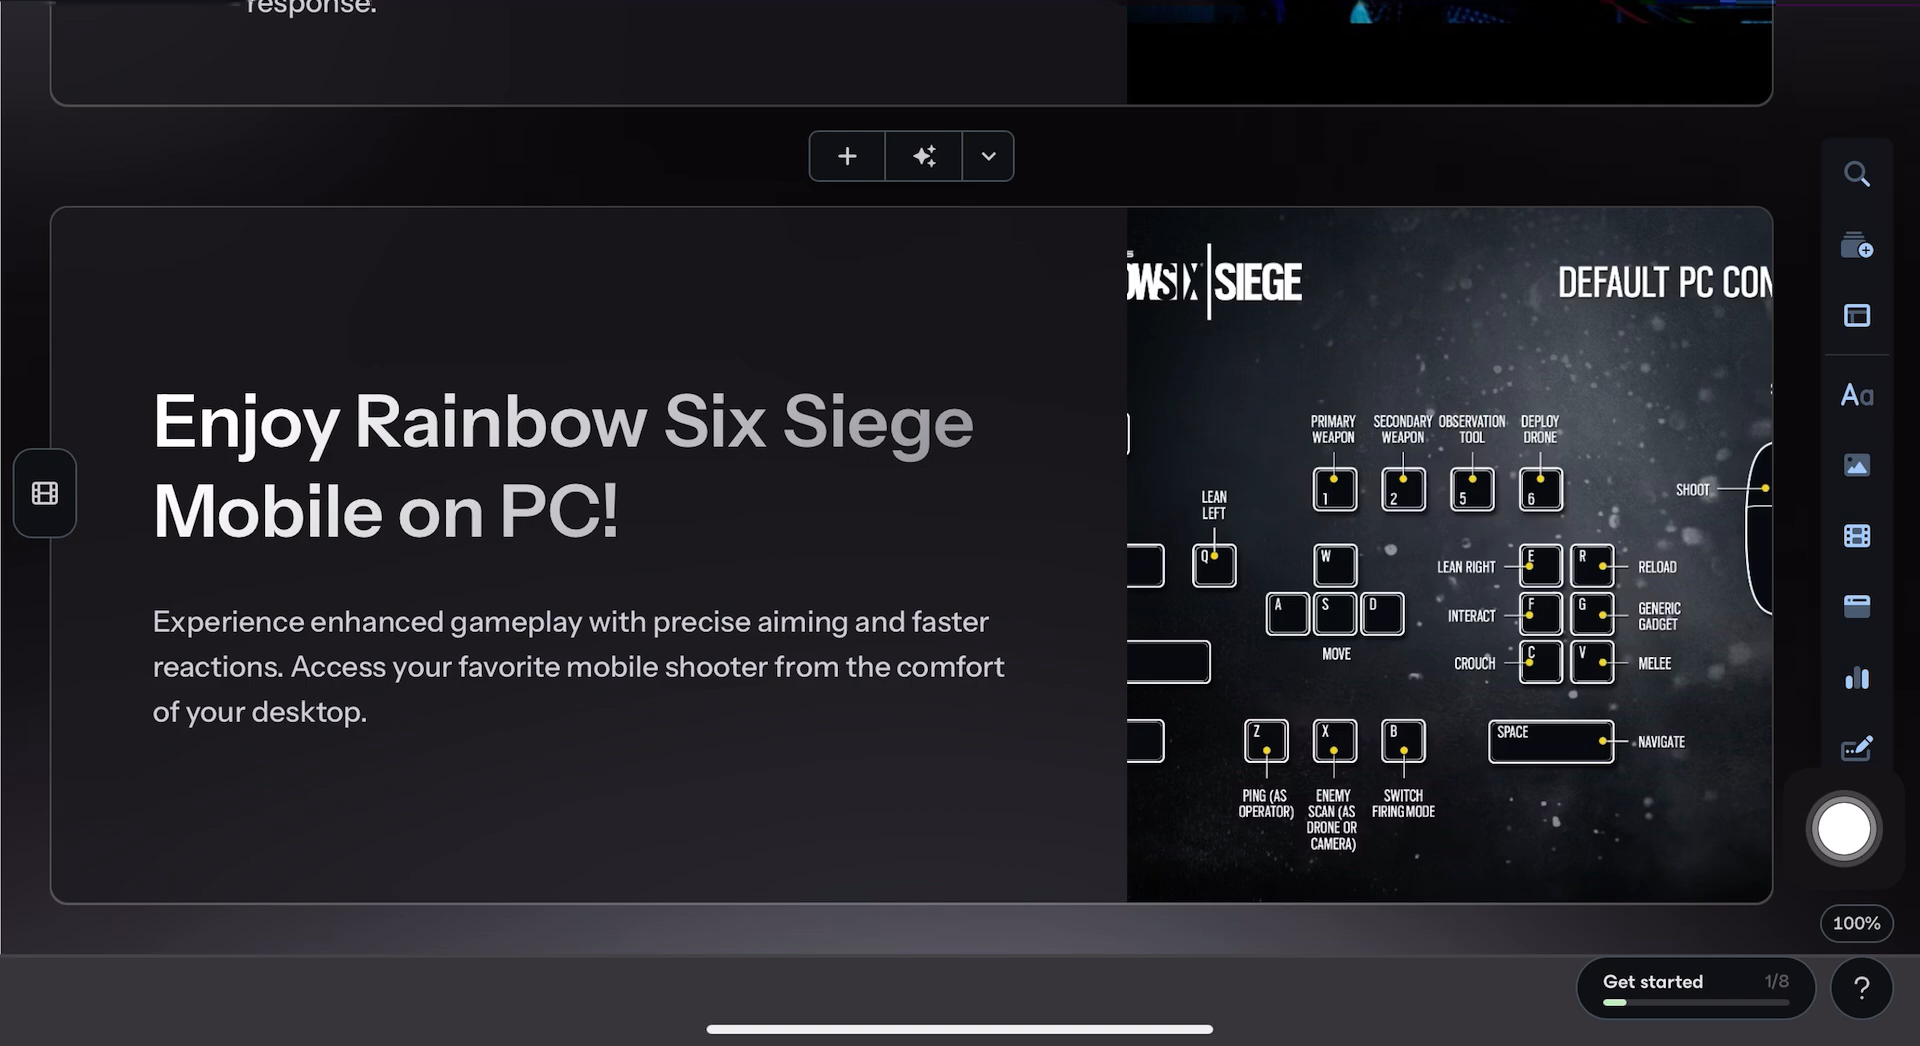 response.
Enjoy Rainbow Six Siege
Mobile on PC!
Experience enhanced gameplay with precise aiming and faster
reactions. Access your favorite mobile shooter from the comfort
of your desktop.
OWSIX SIEGE
DEFAULT PC CON
PRIMARY WEAPON
SECONDARY WEAPON
OBSERVATION TOOL
DEPLOY DRONE
1
2
5
6
SHOOT
LEAN LEFT
Q
W
LEAN RIGHT
E
R
RELOAD
A
S
D
INTERACT
F
G
GENERIC GADGET
MOVE
CROUCH
C
V
MELEE
Z
X
B
SPACE
NAVIGATE
PING (AS OPERATOR)
ENEMY SCAN (AS DRONE OR CAMERA)
SWITCH FIRING MODE
Aa
100%
Get started
1/8
?